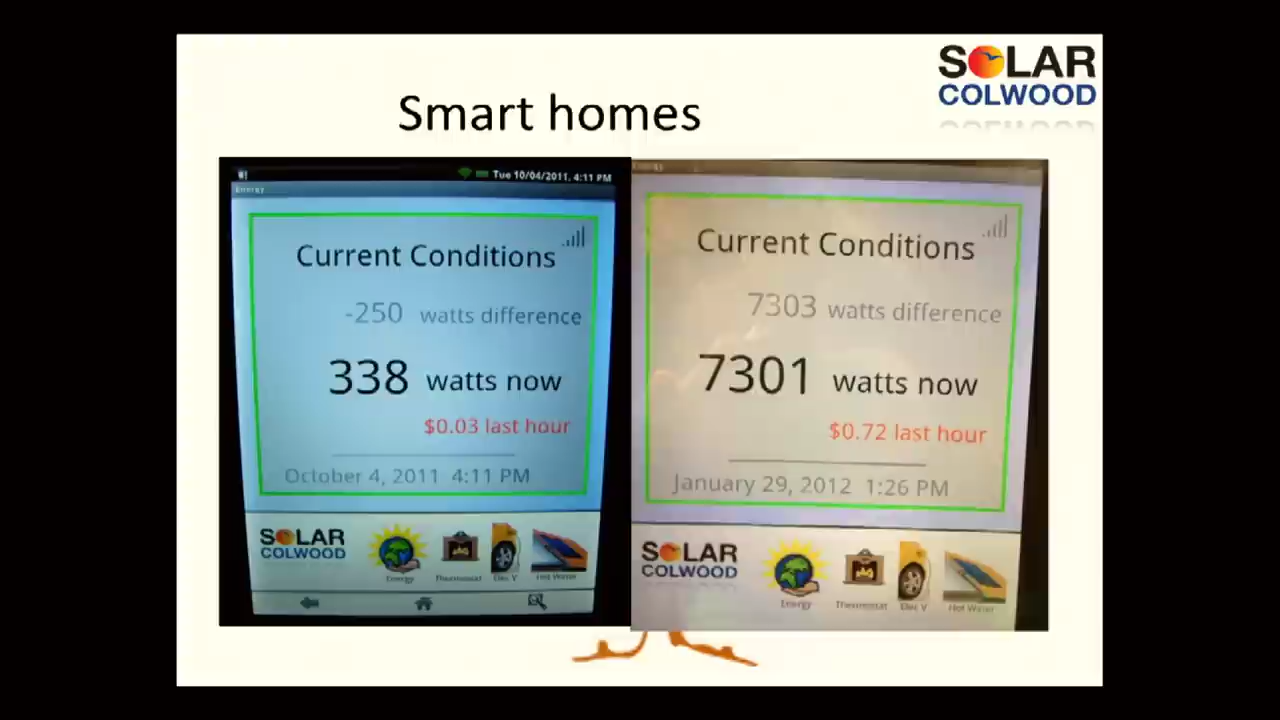 SOLAR
COLWOOD
Smart homes
Tue 10/04/2011, 4:11 PM
Energy
Current Conditions
-250 watts difference
338 watts now
$0.03 last hour
October 4, 2011 4:11 PM
SOLAR
COLWOOD
Energy
Thermostat
Elec V
Hot Water
Energy
Current Conditions
7303 watts difference
7301 watts now
$0.72 last hour
January 29, 2012 1:26 PM
SOLAR
COLWOOD
Energy
Thermostat
Elec V
Hot Water